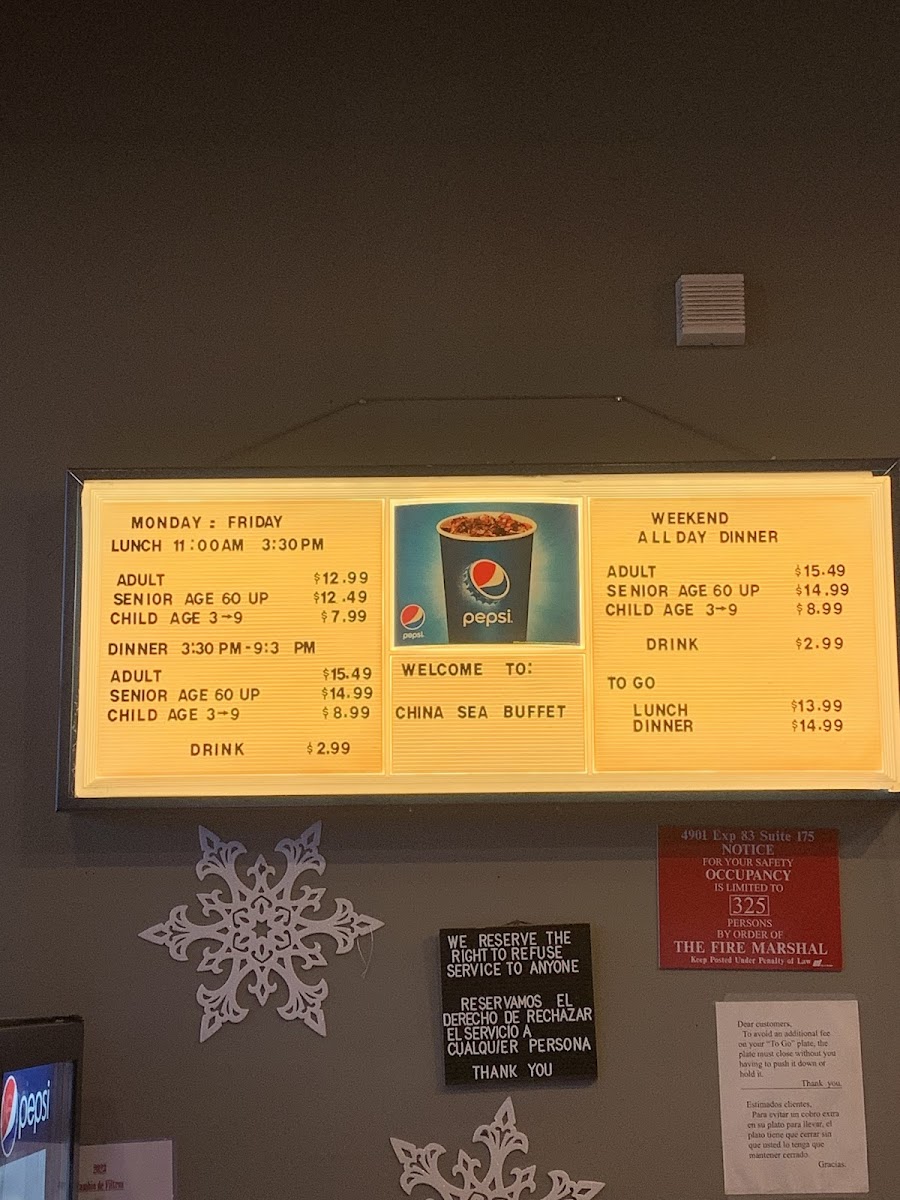 MONDAY : FRIDAY
LUNCH 11:00AM 3:30PM
ADULT $12.99
SENIOR AGE 60 UP $12.49
CHILD AGE 3→9 $7.99
DINNER 3:30 PM-9:3 PM
ADULT $15.49
SENIOR AGE 60 UP $14.99
CHILD AGE 3→9 $8.99
DRINK $2.99
pepsi
pepsi
WELCOME TO:
CHINA SEA BUFFET
WEEKEND
ALL DAY DINNER
ADULT $15.49
SENIOR AGE 60 UP $14.99
CHILD AGE 3→9 $8.99
DRINK $2.99
TO GO
LUNCH $13.99
DINNER $14.99
4901 Exp 83 Suite 175
NOTICE
FOR YOUR SAFETY
OCCUPANCY
IS LIMITED TO
325
PERSONS
BY ORDER OF
THE FIRE MARSHAL
Keep Posted Under Penalty of Law
WE RESERVE THE
RIGHT TO REFUSE
SERVICE TO ANYONE
RESERVAMOS EL
DERECHO DE RECHAZAR
EL SERVICIO A
CUALQUIER PERSONA
THANK YOU
Dear customers,
To avoid an additional fee
on your "To Go" plate, the
plate must close without you
having to push it down or
hold it.
Thank you.
Estimados clientes,
Para evitar un cobro extra
en su plato para llevar, el
plato tiene que cerrar sin
que usted lo tenga que
mantener cerrado.
Gracias.
pepsi
de Filtros